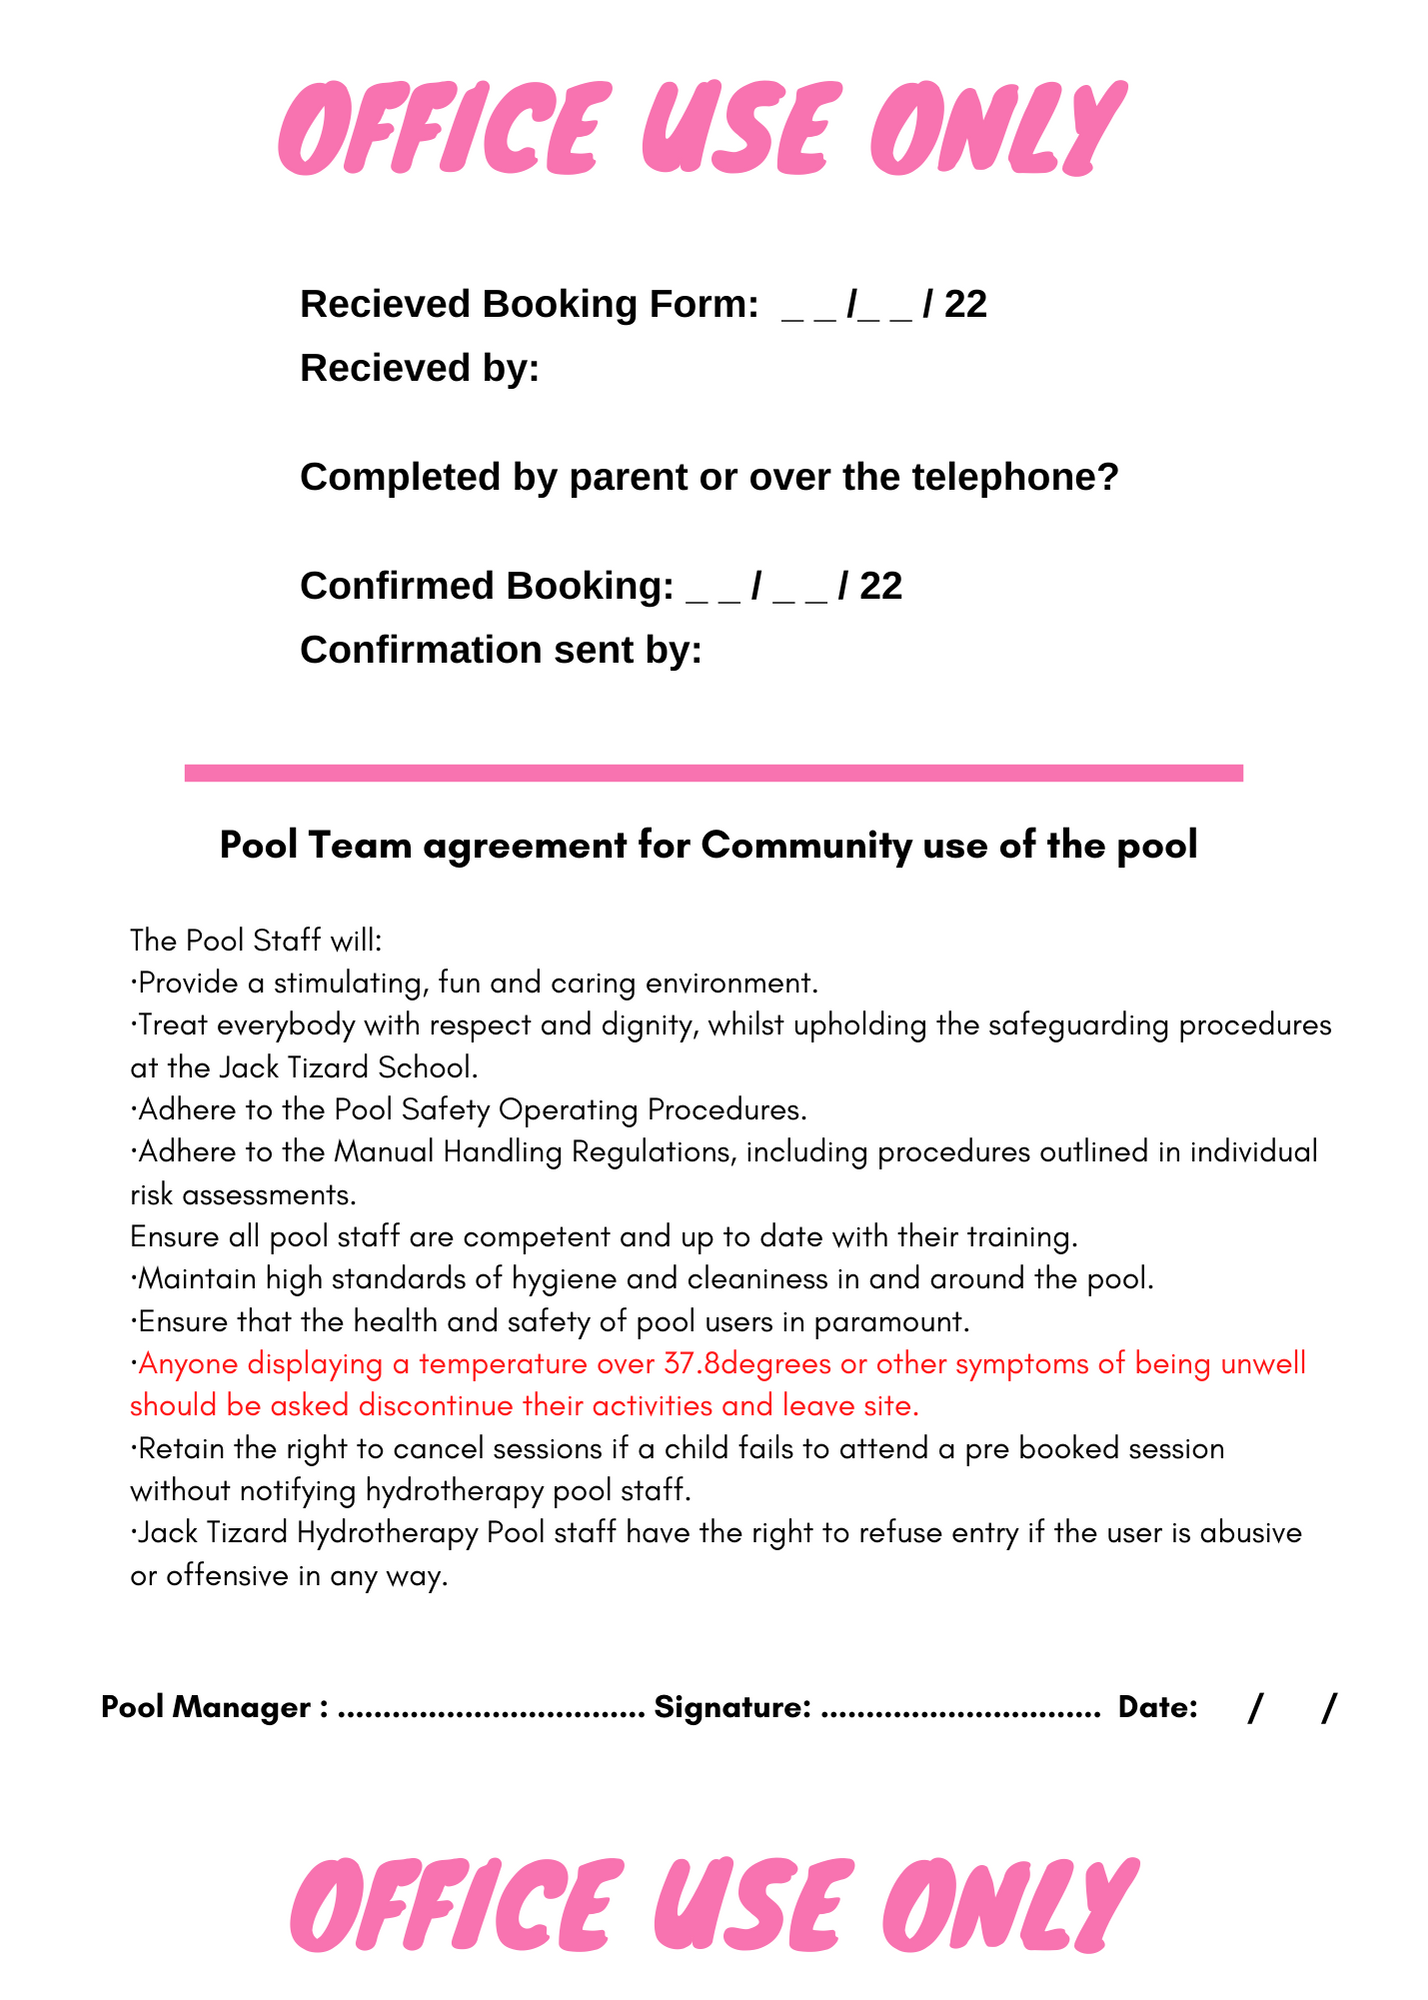 OFFICE USE ONLY
Recieved Booking Form: _ _ /_ _ / 22
Recieved by:
Completed by parent or over the telephone?
Confirmed Booking: _ _ / _ _ / 22
Confirmation sent by:
Pool Team agreement for Community use of the pool
The Pool Staff will:
·Provide a stimulating, fun and caring environment.
·Treat everybody with respect and dignity, whilst upholding the safeguarding procedures
at the Jack Tizard School.
·Adhere to the Pool Safety Operating Procedures.
·Adhere to the Manual Handling Regulations, including procedures outlined in individual
risk assessments.
Ensure all pool staff are competent and up to date with their training.
·Maintain high standards of hygiene and cleaniness in and around the pool.
·Ensure that the health and safety of pool users in paramount.
·Anyone displaying a temperature over 37.8degrees or other symptoms of being unwell
should be asked discontinue their activities and leave site.
·Retain the right to cancel sessions if a child fails to attend a pre booked session
without notifying hydrotherapy pool staff.
·Jack Tizard Hydrotherapy Pool staff have the right to refuse entry if the user is abusive
or offensive in any way.
Pool Manager : .................................. Signature: ............................... Date: / /
OFFICE USE ONLY